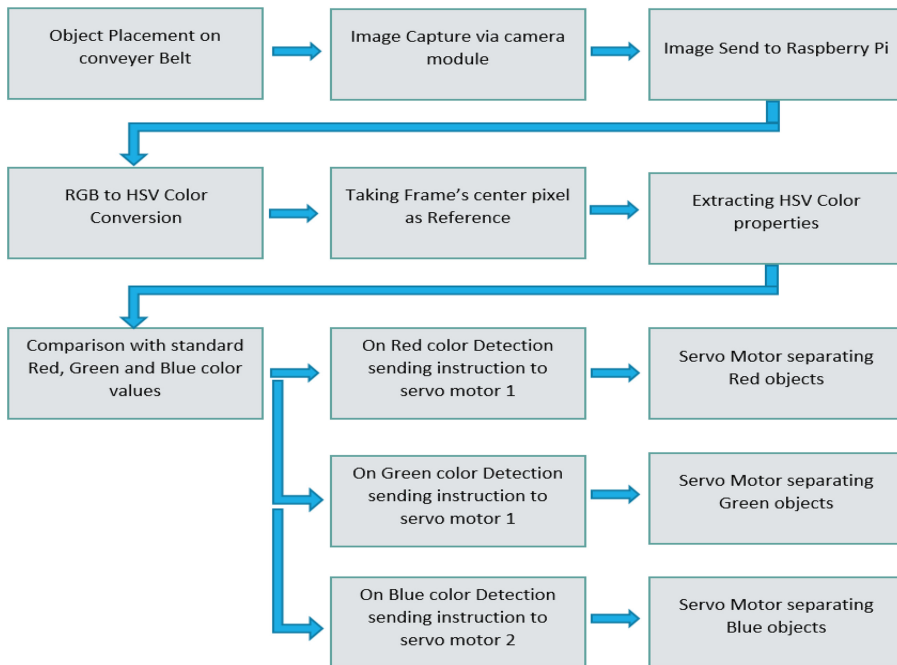 Object Placement on
conveyer Belt
Image Capture via camera
module
Image Send to Raspberry Pi
RGB to HSV Color
Conversion
Taking Frame's center pixel
as Reference
Extracting HSV Color
properties
Comparison with standard
Red, Green and Blue color
values
On Red color Detection
sending instruction to
servo motor 1
Servo Motor separating
Red objects
On Green color Detection
sending instruction to
servo motor 1
Servo Motor separating
Green objects
On Blue color Detection
sending instruction to
servo motor 2
Servo Motor separating
Blue objects